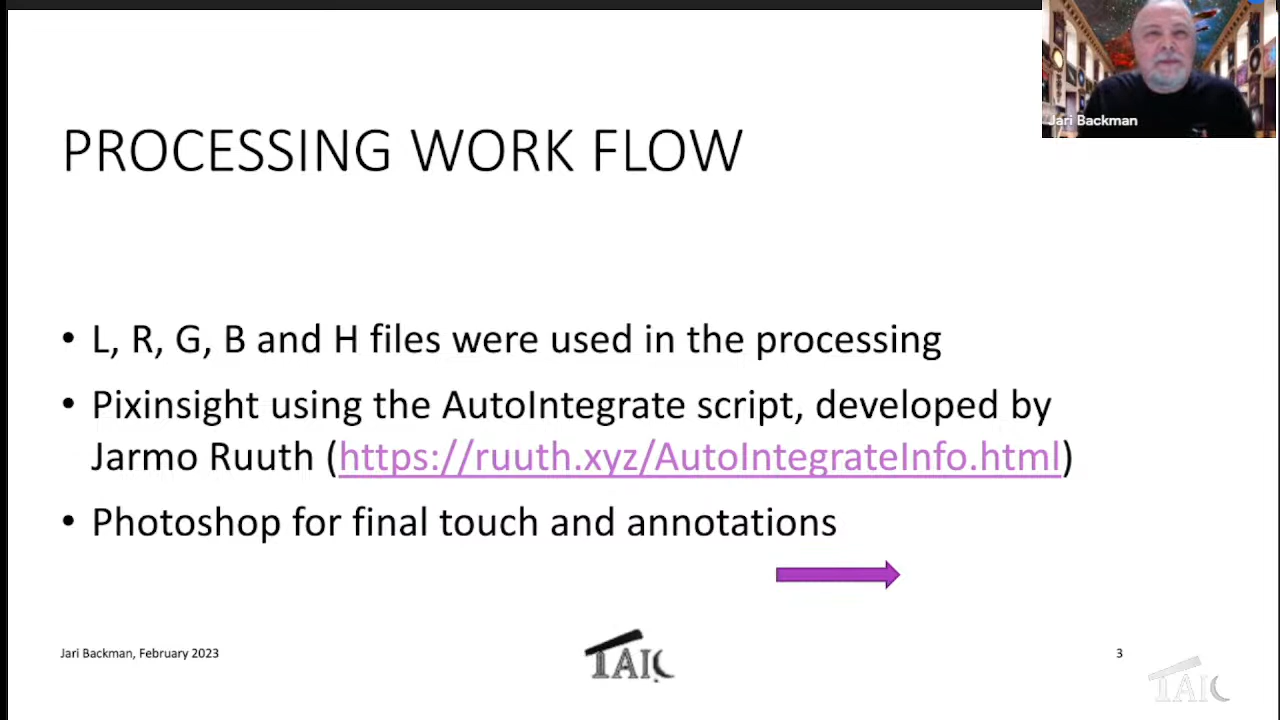 Jari Backman
PROCESSING WORK FLOW
• L, R, G, B and H files were used in the processing
• Pixinsight using the AutoIntegrate script, developed by
Jarmo Ruuth (https://ruuth.xyz/AutoIntegrateInfo.html)
• Photoshop for final touch and annotations
Jari Backman, February 2023
TAIC
3
TAIC